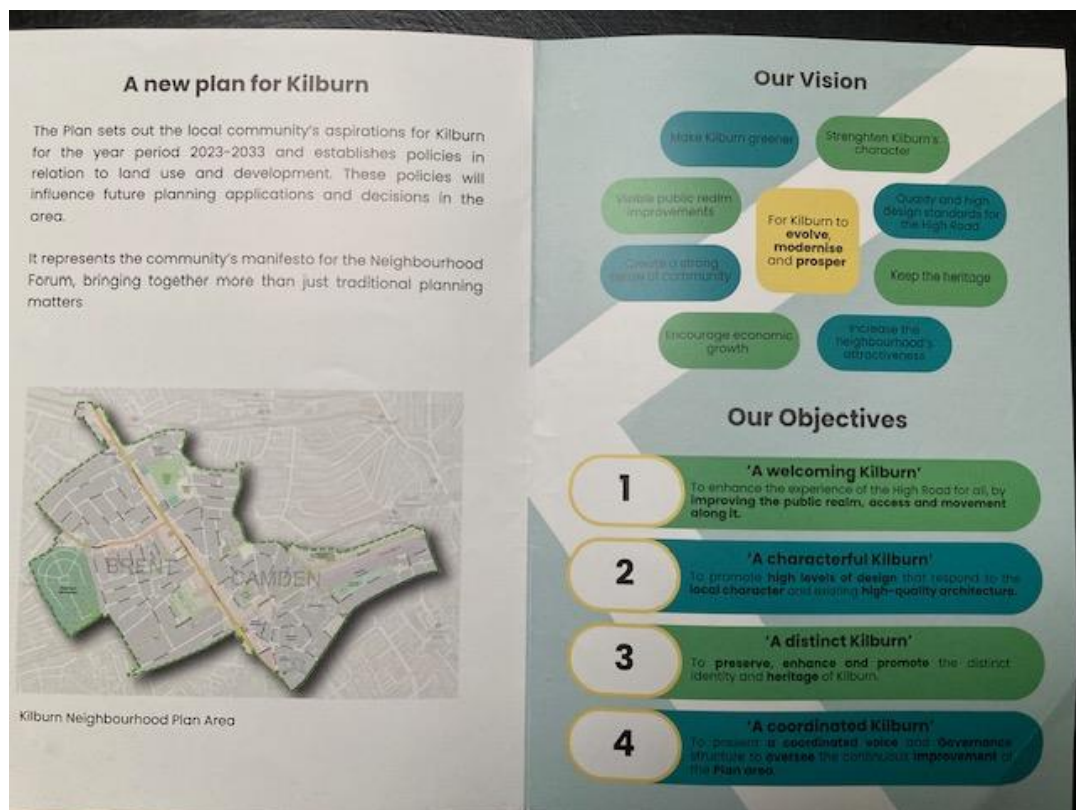 A new plan for Kilburn
The Plan sets out the local community's aspirations for Kilburn
for the year period 2023-2033 and establishes policies in
relation to land use and development. These policies will
influence future planning applications and decisions in the
area.
It represents the community's manifesto for the Neighbourhood
Forum, bringing together more than just traditional planning
matters
BRENT
CAMDEN
Kilburn Neighbourhood Plan Area
Our Vision
Make Kilburn greener
Strenghten Kilburn's
character
Visible public realm
improvements
Quality and high
design standards for
the High Road
For Kilburn to
evolve,
modernise
and prosper
Create a strong
sense of community
Keep the heritage
Encourage economic
growth
Increase the
neighbourhood's
attractiveness
Our Objectives
1
'A welcoming Kilburn'
To enhance the experience of the High Road for all, by
improving the public realm, access and movement
along it.
2
'A characterful Kilburn'
To promote high levels of design that respond to the
local character and existing high-quality architecture.
3
'A distinct Kilburn'
To preserve, enhance and promote the distinct
identity and heritage of Kilburn.
4
'A coordinated Kilburn'
To present a coordinated voice and Governance
structure to oversee the continuous improvement of
the Plan area.